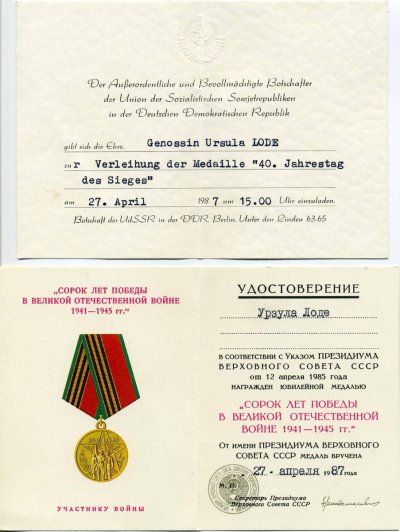 Der Außerordentliche und Bevollmächtigte Botschafter
der Union der Sozialistischen Sowjetrepubliken
in der Deutschen Demokratischen Republik
gibt sich die Ehre, Genossin Ursula LODE
zu r Verleihung der Medaille "40. Jahrestag
des Sieges"
am 27. April 1987 um 15.00 Uhr einzuladen.
Botschaft der UdSSR in der DDR Berlin. Unter den Linden 63-65
„СОРОК ЛЕТ ПОБЕДЫ
В ВЕЛИКОЙ ОТЕЧЕСТВЕННОЙ ВОЙНЕ
1941—1945 гг.“
УЧАСТНИКУ ВОЙНЫ
УДОСТОВЕРЕНИЕ
Урзула Лоде
В СООТВЕТСТВИИ С УКАЗОМ ПРЕЗИДИУМА
ВЕРХОВНОГО СОВЕТА СССР
от 12 апреля 1985 года
НАГРАЖДЕН ЮБИЛЕЙНОЙ МЕДАЛЬЮ
„СОРОК ЛЕТ ПОБЕДЫ
В ВЕЛИКОЙ ОТЕЧЕСТВЕННОЙ
ВОЙНЕ 1941—1945 гг.“
ОТ ИМЕНИ ПРЕЗИДИУМА ВЕРХОВНОГО
СОВЕТА СССР МЕДАЛЬ ВРУЧЕНА
27 апреля 1987 года
М. П.
Секретарь Президиума
Верховного Совета СССР